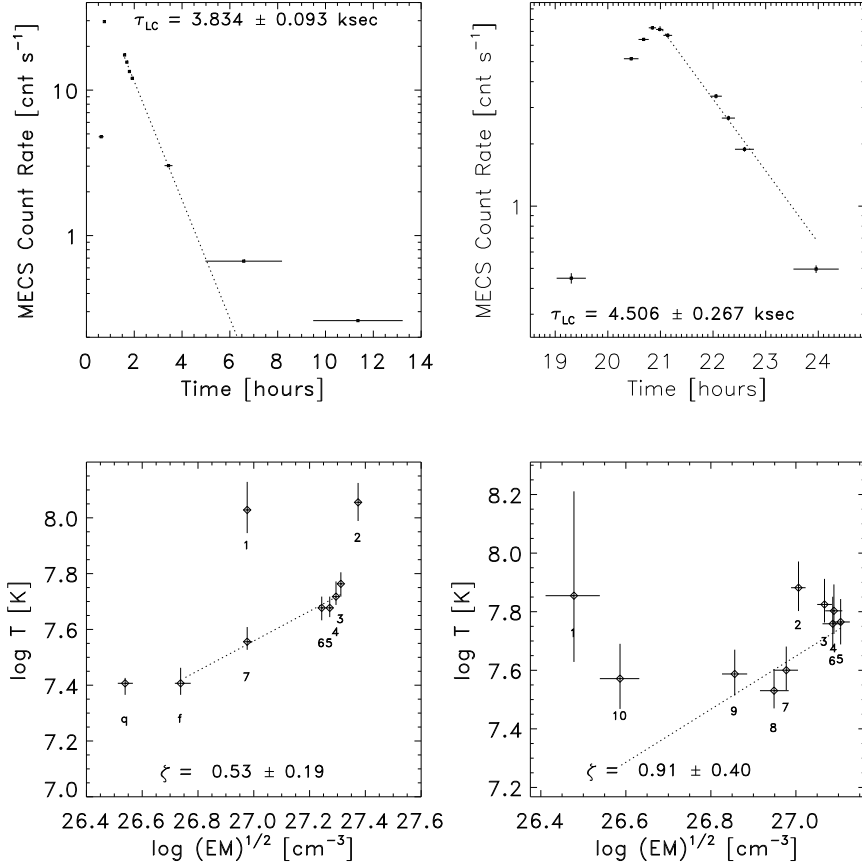 τLC = 3.834 ± 0.093 ksec
MECS Count Rate [cnt s⁻¹]
10
1
0 2 4 6 8 10 12 14
Time [hours]
MECS Count Rate [cnt s⁻¹]
1
τLC = 4.506 ± 0.267 ksec
19 20 21 22 23 24
Time [hours]
log T [K]
8.0
7.8
7.6
7.4
7.2
7.0
1
2
3
4
65
7
q
f
ζ = 0.53 ± 0.19
26.4 26.6 26.8 27.0 27.2 27.4 27.6
log (EM)^1/2 [cm⁻³]
log T [K]
8.2
8.0
7.8
7.6
7.4
7.2
1
2
3
4
65
10
9
7
8
ζ = 0.91 ± 0.40
26.4 26.6 26.8 27.0
log (EM)^1/2 [cm⁻³]